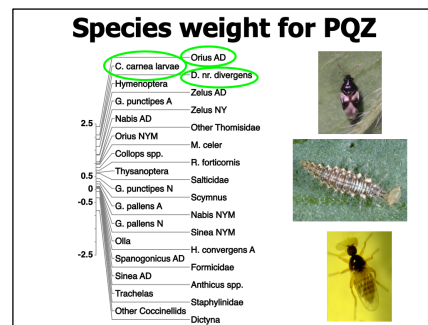 Species weight for PQZ
Orius AD
C. carnea larvae
D. nr. divergens
Hymenoptera
Zelus AD
G. punctipes A
Zelus NY
Nabis AD
Other Thomisidae
Orius NYM
M. celer
Collops spp.
R. forticornis
Thysanoptera
Salticidae
G. punctipes N
Scymnus
G. pallens A
Nabis NYM
G. pallens N
Sinea NYM
Olla
H. convergens A
Spanogonicus AD
Formicidae
Sinea AD
Anthicus spp.
Trachelas
Staphylinidae
Other Coccinellids
Dictyna
2.5
0.5
0
-0.5
-2.5